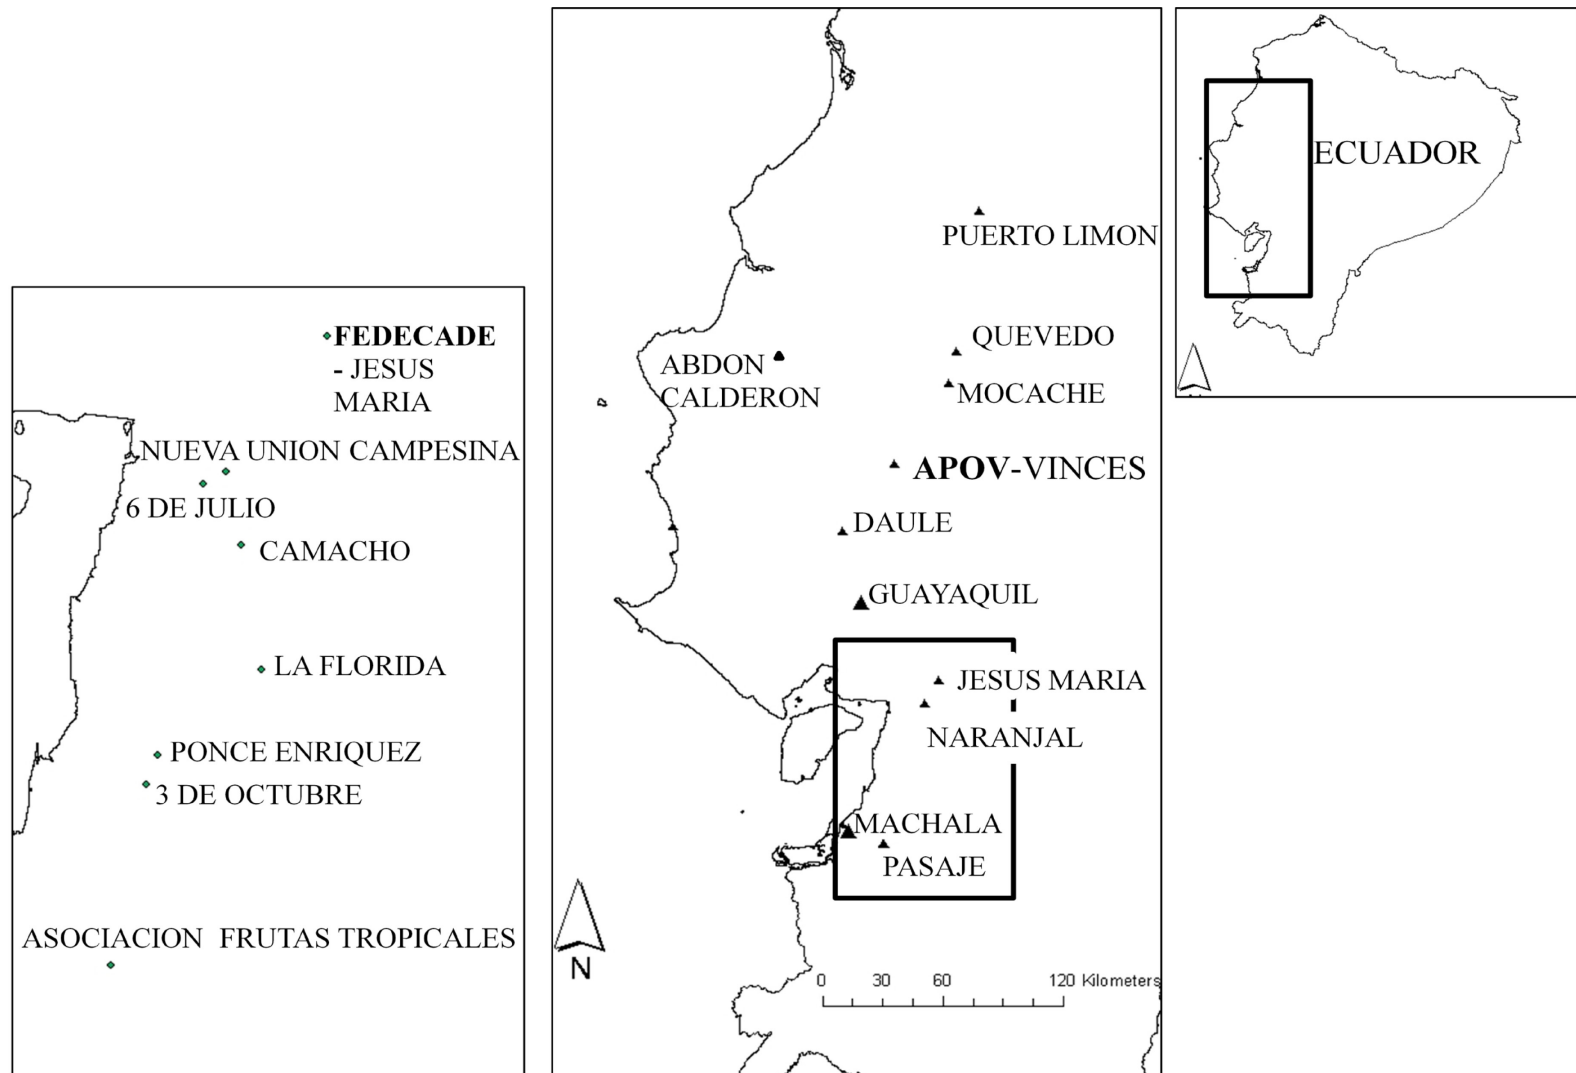 FEDECADE
- JESUS
MARIA
NUEVA UNION CAMPESINA
6 DE JULIO
CAMACHO
LA FLORIDA
PONCE ENRIQUEZ
3 DE OCTUBRE
ASOCIACION FRUTAS TROPICALES
PUERTO LIMON
QUEVEDO
ABDON
CALDERON
MOCACHE
APOV-VINCES
DAULE
GUAYAQUIL
JESUS MARIA
NARANJAL
MACHALA
PASAJE
N
0 30 60 120 Kilometers
ECUADOR